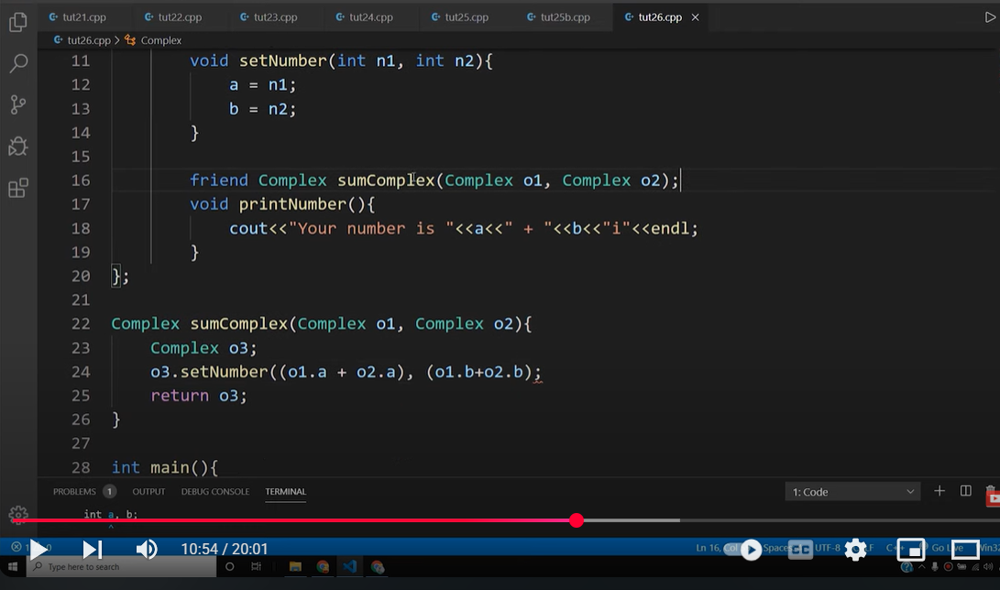 tut21.cpp tut22.cpp tut23.cpp tut24.cpp tut25.cpp tut25b.cpp tut26.cpp
tut26.cpp > Complex
11 void setNumber(int n1, int n2){
12 a = n1;
13 b = n2;
14 }
15
16 friend Complex sumComplex(Complex o1, Complex o2);
17 void printNumber(){
18 cout<<"Your number is "<<a<<" + "<<b<<"i"<<endl;
19 }
20 };
21
22 Complex sumComplex(Complex o1, Complex o2){
23 Complex o3;
24 o3.setNumber((o1.a + o2.a), (o1.b+o2.b);
25 return o3;
26 }
27
28 int main(){
PROBLEMS 1 OUTPUT DEBUG CONSOLE TERMINAL 1: Code
int a, b;
^
10:54 / 20:01 Ln 16, Col Spaces CC UTF-8 LF C++ Go Live Win32
Type here to search